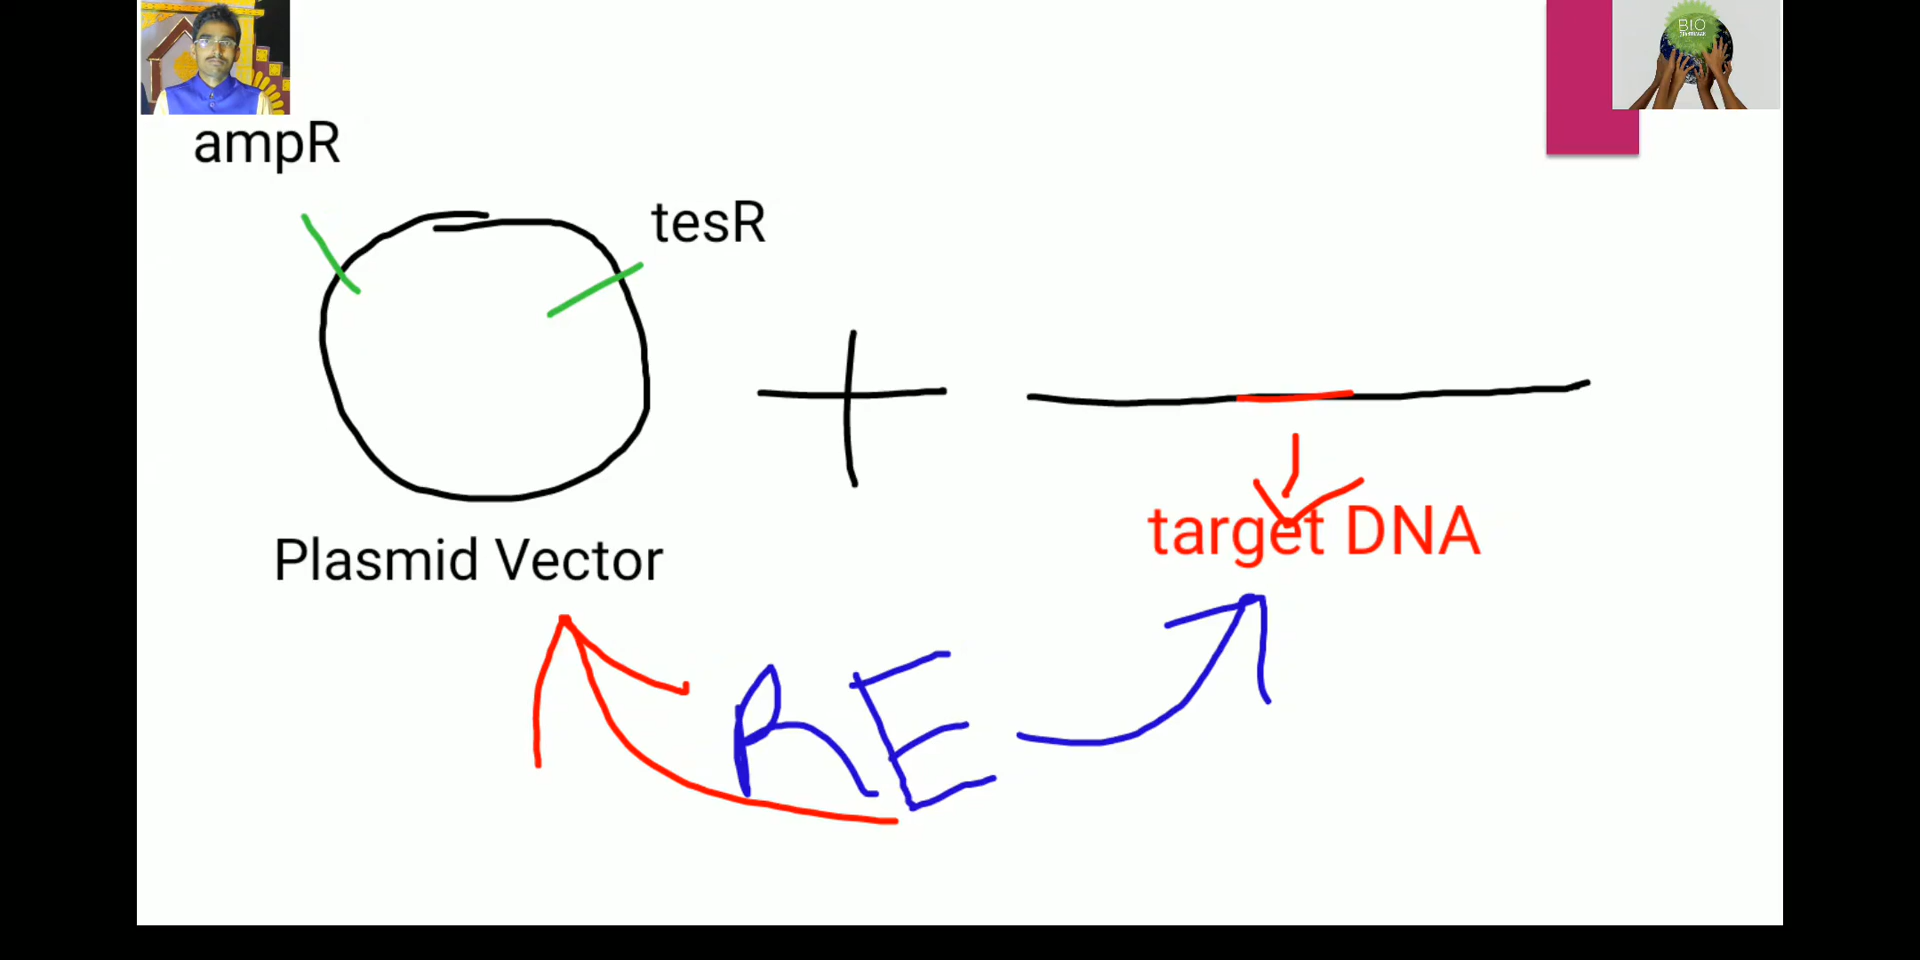 BIO
ampR
tesR
Plasmid Vector
target DNA
RE